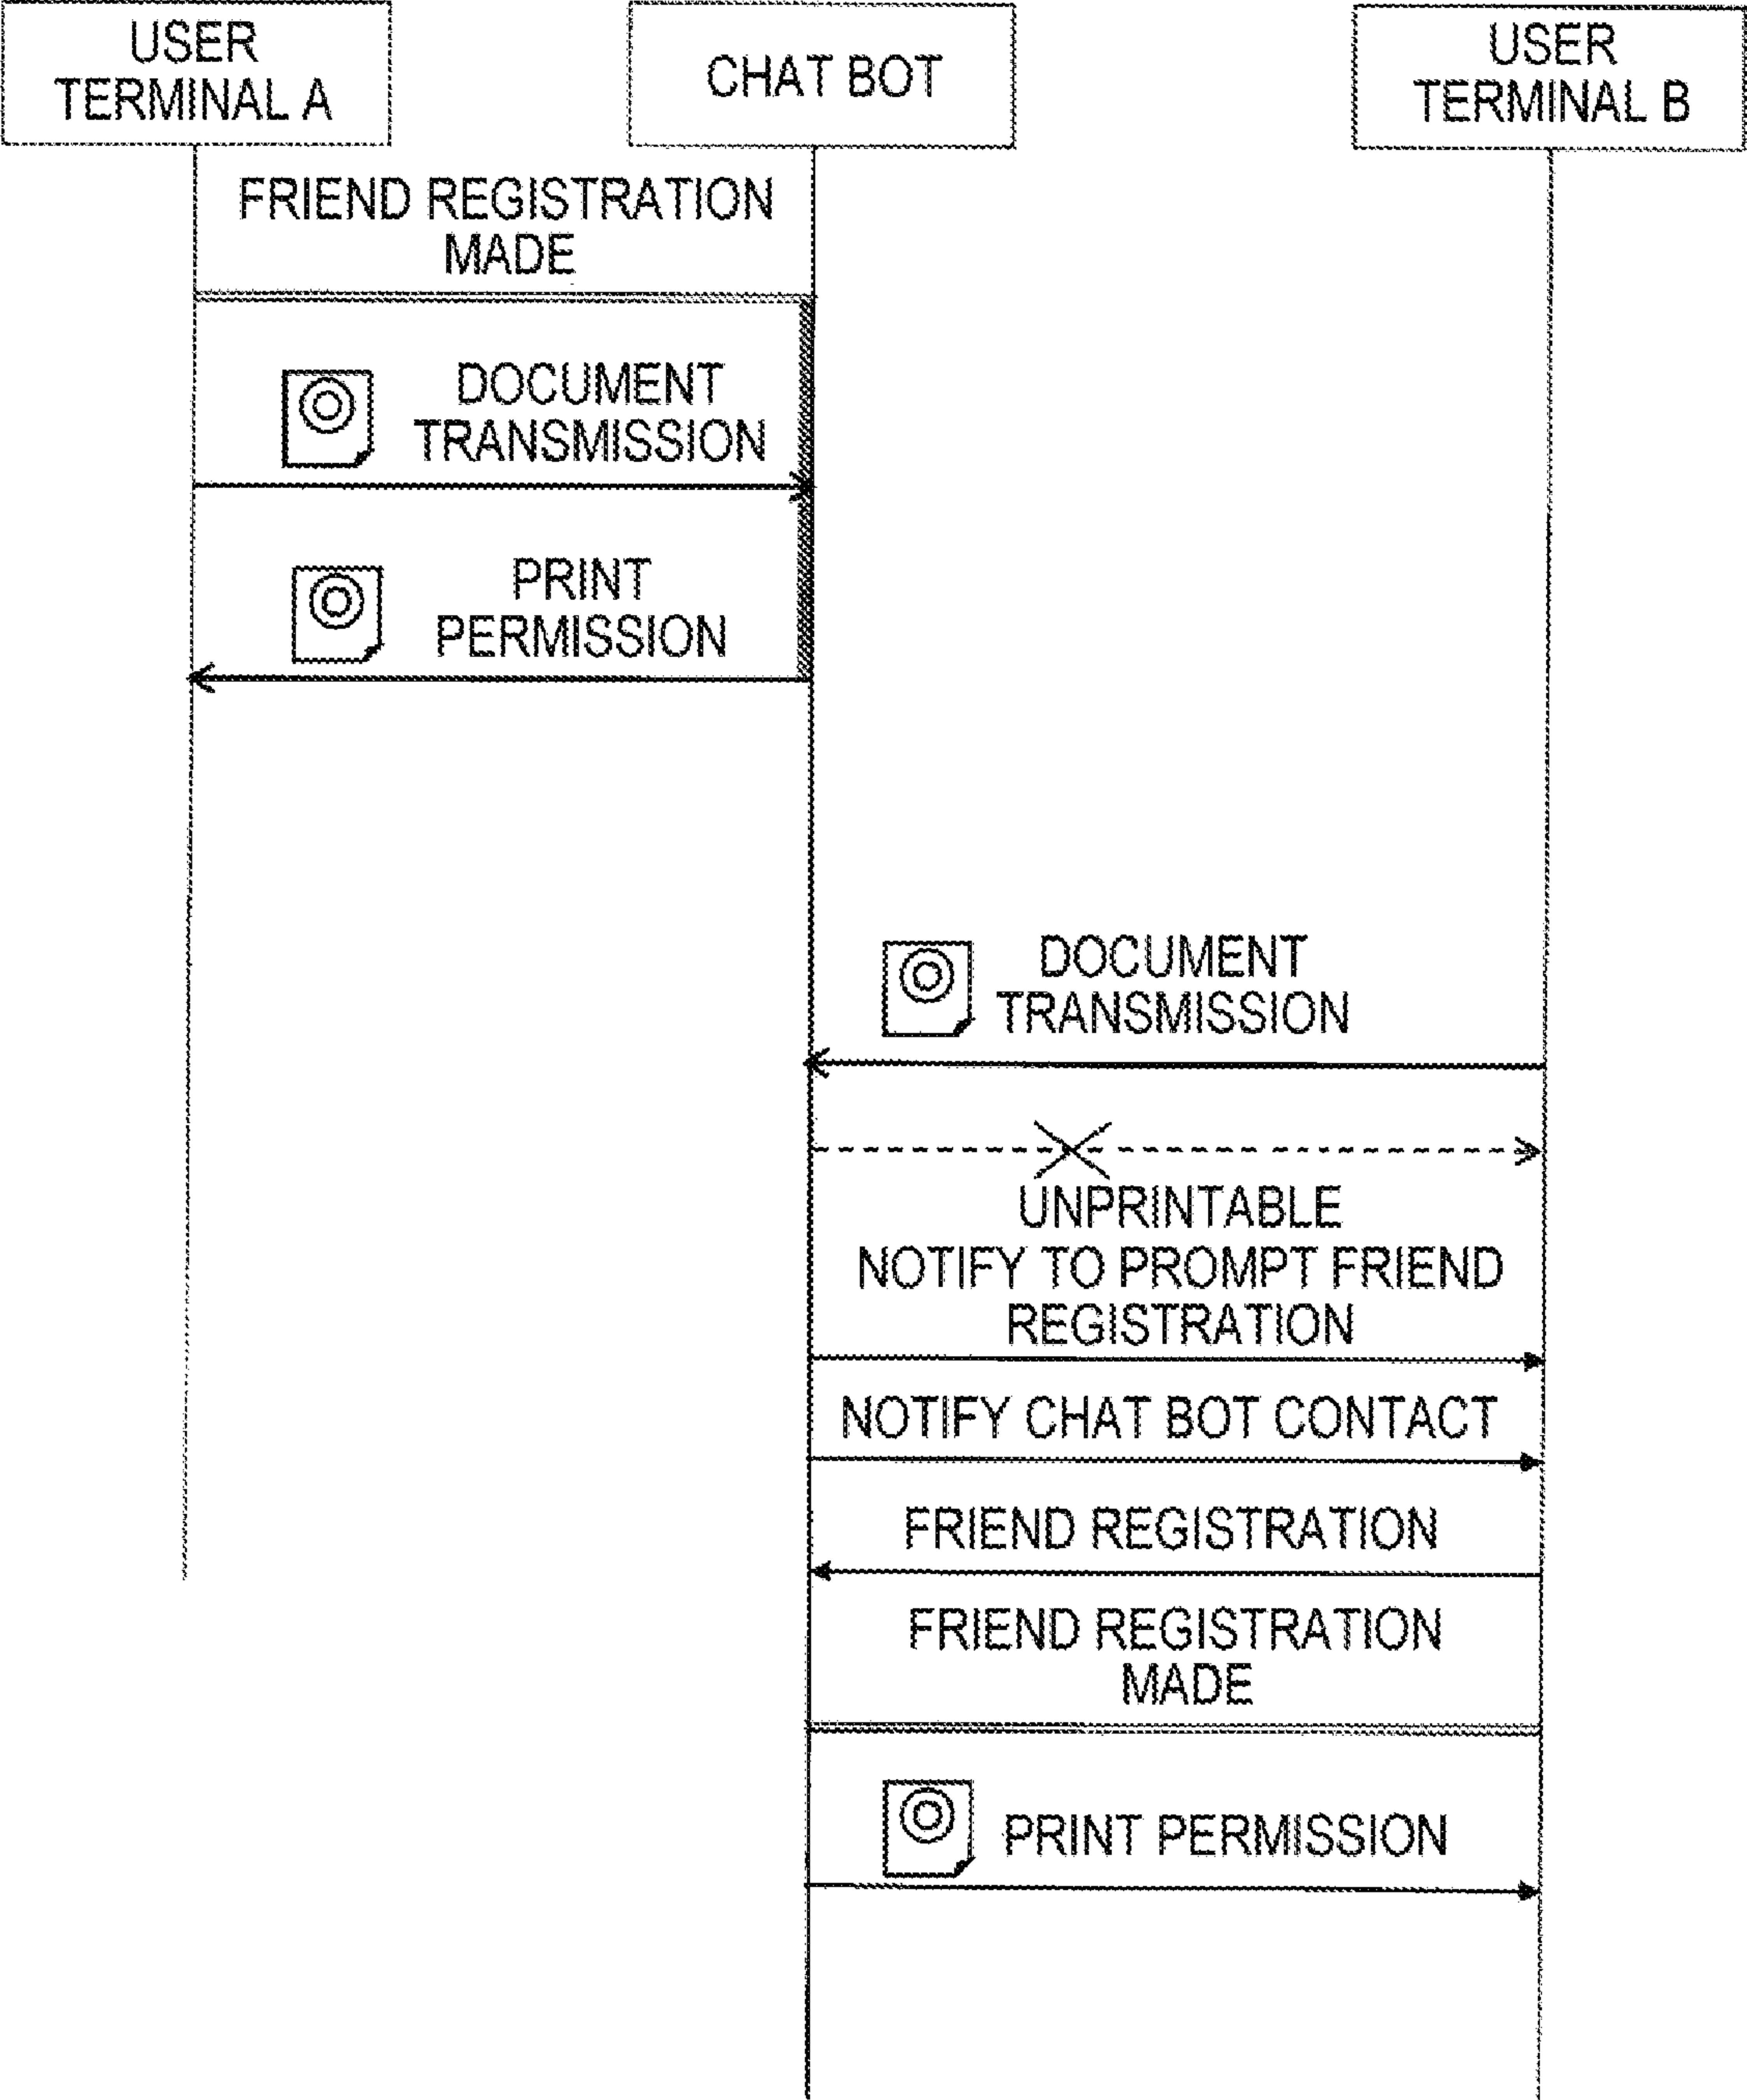 USER
TERMINAL A
CHAT BOT
USER
TERMINAL B
FRIEND REGISTRATION
MADE
DOCUMENT
TRANSMISSION
PRINT
PERMISSION
DOCUMENT
TRANSMISSION
UNPRINTABLE
NOTIFY TO PROMPT FRIEND
REGISTRATION
NOTIFY CHAT BOT CONTACT
FRIEND REGISTRATION
FRIEND REGISTRATION
MADE
PRINT PERMISSION